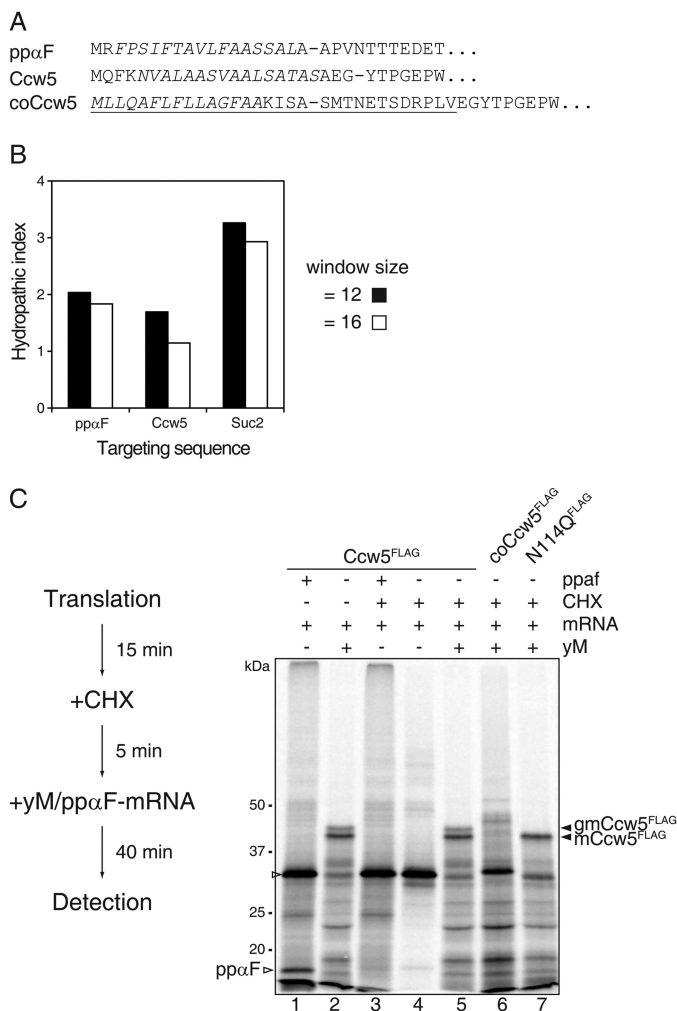 A
ppαF MRFPSIFTAVLFAASSALA-APVNTTTEDET...
Ccw5 MQFKNVALAASVAALSATASAEG-YTPGEPW...
coCcw5 MLLQAFLFLLAGFAAKISA-SMTNETSDRPLVEGYTPGEPW...
B
4
3
2
1
0
Hydropathic index
ppαF Ccw5 Suc2
Targeting sequence
window size
= 12
= 16
C
Translation
15 min
+CHX
5 min
+yM/ppαF-mRNA
40 min
Detection
Ccw5FLAG coCcw5FLAG N114QFLAG
+ - + - - - - ppaf
- - + + + + + CHX
+ + + + + + + mRNA
- + - - + + + yM
kDa
50
37
25
20
gmCcw5FLAG
mCcw5FLAG
ppαF
1 2 3 4 5 6 7